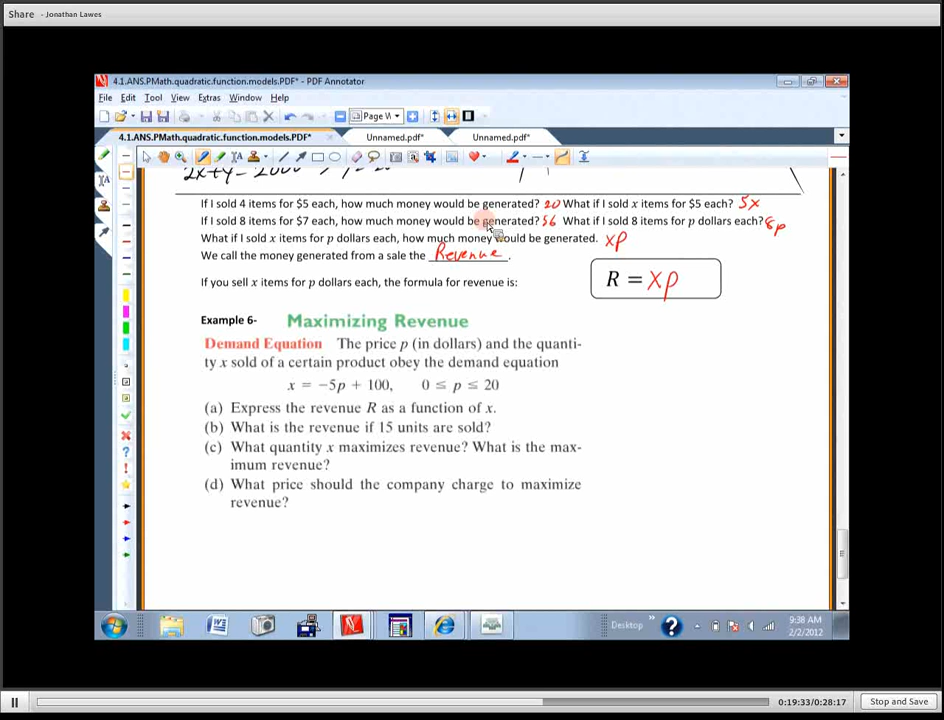 Share - Jonathan Lawes
4.1.ANS.PMath.quadratic.function.models.PDF* - PDF Annotator
File Edit Tool View Extras Window Help
Page W
4.1.ANS.PMath.quadratic.function.models.PDF* Unnamed.pdf* Unnamed.pdf*
If I sold 4 items for $5 each, how much money would be generated? 20 What if I sold x items for $5 each? 5x
If I sold 8 items for $7 each, how much money would be generated? 56 What if I sold 8 items for p dollars each? 8p
What if I sold x items for p dollars each, how much money would be generated. xp
We call the money generated from a sale the Revenue.
If you sell x items for p dollars each, the formula for revenue is:
R = xp
Example 6- Maximizing Revenue
Demand Equation The price p (in dollars) and the quanti-
ty x sold of a certain product obey the demand equation
x = −5p + 100, 0 ≤ p ≤ 20
(a) Express the revenue R as a function of x.
(b) What is the revenue if 15 units are sold?
(c) What quantity x maximizes revenue? What is the max-
imum revenue?
(d) What price should the company charge to maximize
revenue?
Desktop
9:38 AM
2/2/2012
0:19:33/0:28:17 Stop and Save